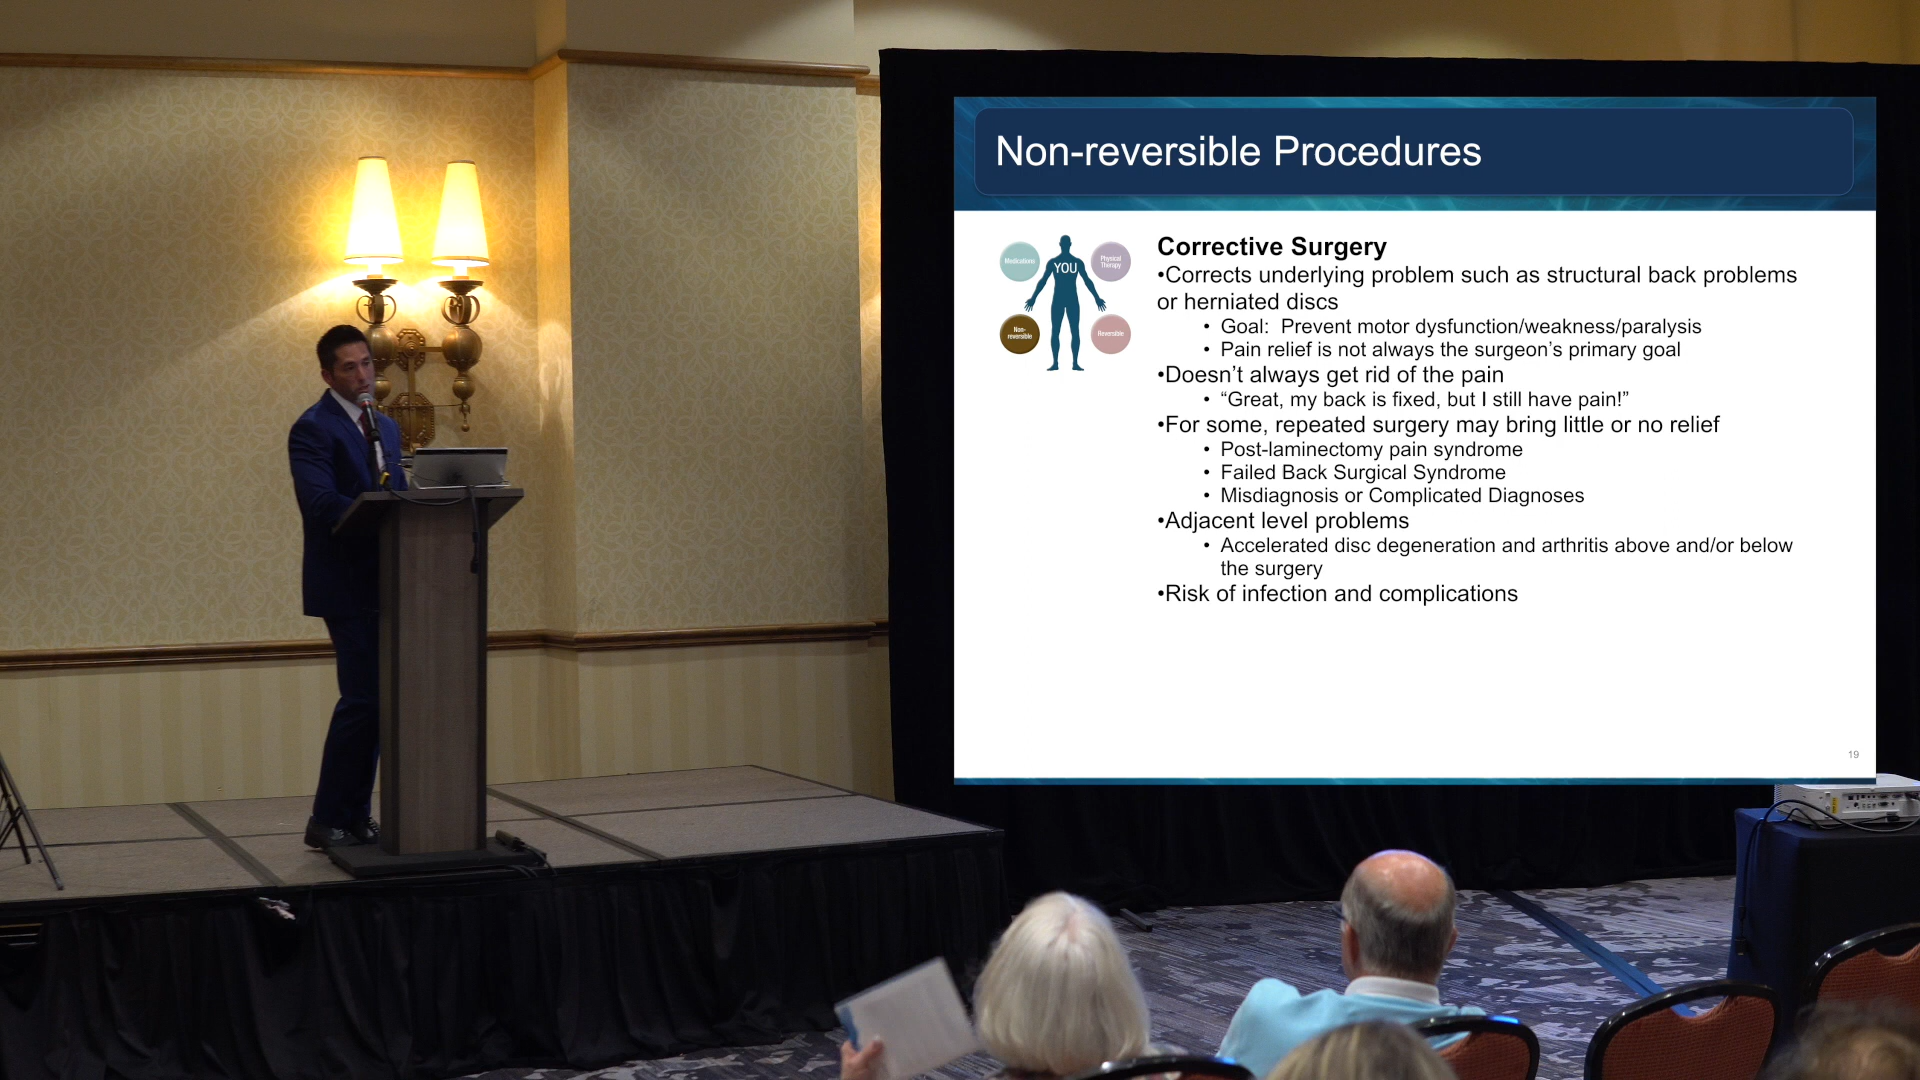 Non-reversible Procedures
Medications
YOU
Physical
Therapy
Non-
reversible
Reversible
Corrective Surgery
•Corrects underlying problem such as structural back problems
or herniated discs
• Goal:  Prevent motor dysfunction/weakness/paralysis
• Pain relief is not always the surgeon’s primary goal
•Doesn’t always get rid of the pain
• “Great, my back is fixed, but I still have pain!”
•For some, repeated surgery may bring little or no relief
• Post-laminectomy pain syndrome
• Failed Back Surgical Syndrome
• Misdiagnosis or Complicated Diagnoses
•Adjacent level problems
• Accelerated disc degeneration and arthritis above and/or below
the surgery
•Risk of infection and complications
19